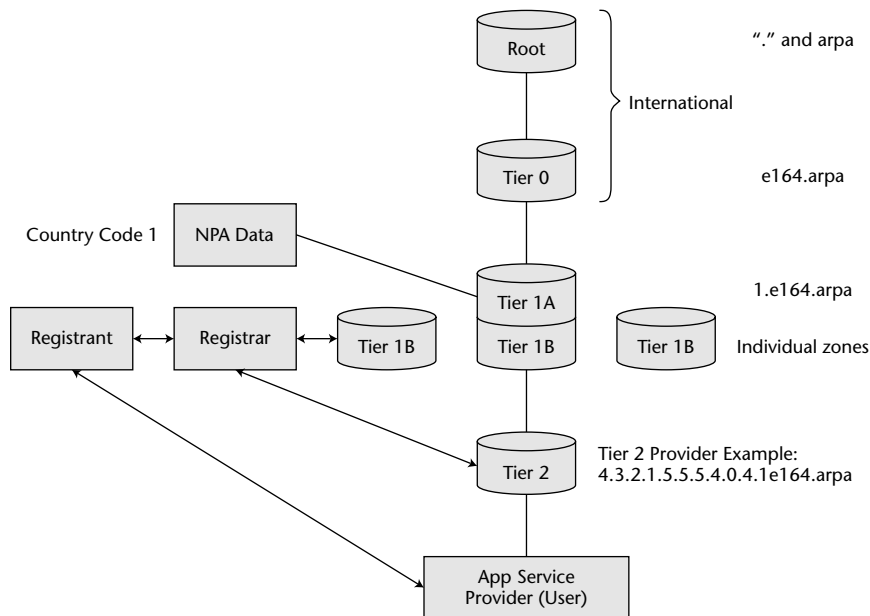 Root
“.” and arpa
International
Tier 0
e164.arpa
Country Code 1
NPA Data
Tier 1A
1.e164.arpa
Registrant
Registrar
Tier 1B
Tier 1B
Tier 1B
Individual zones
Tier 2
Tier 2 Provider Example:
4.3.2.1.5.5.5.4.0.4.1e164.arpa
App Service
Provider (User)